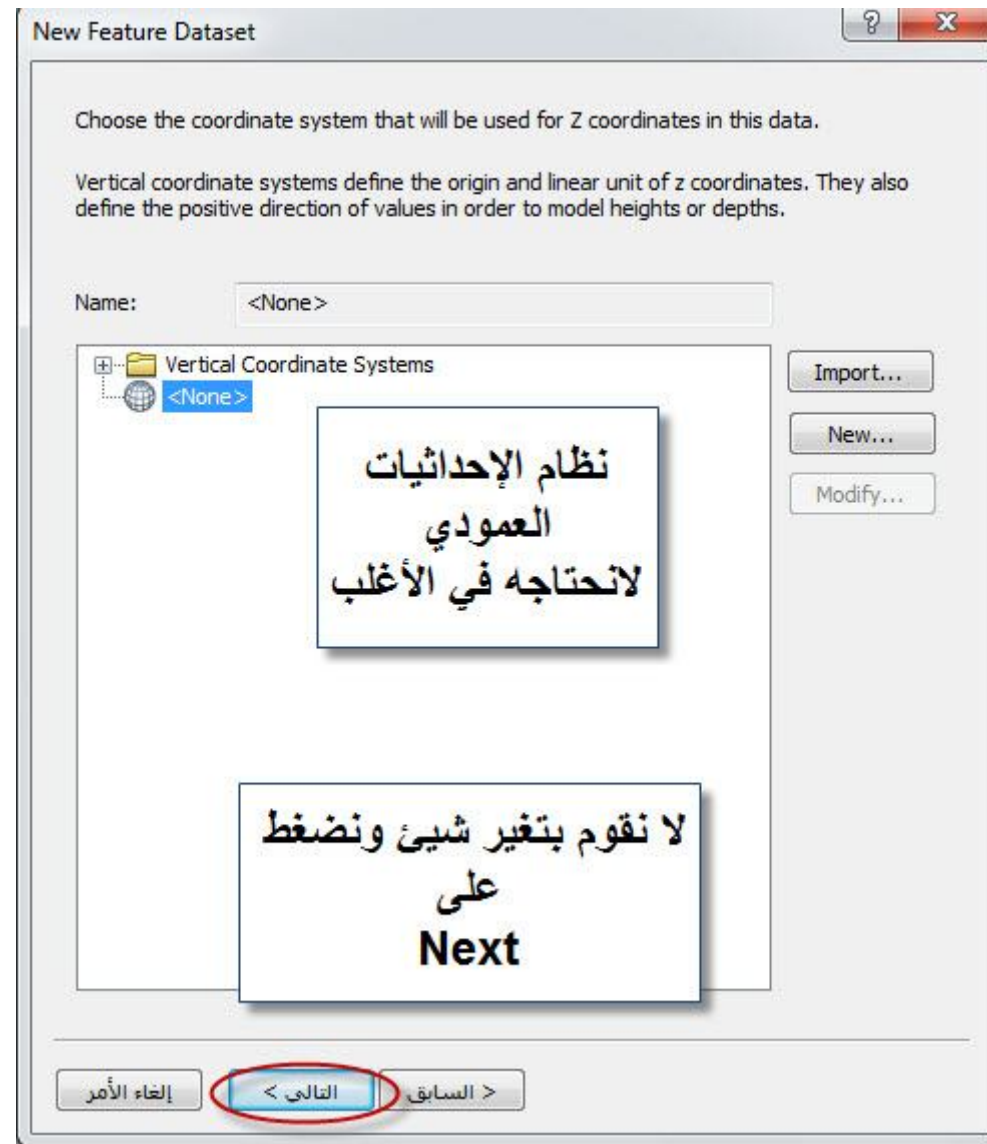 New Feature Dataset
Choose the coordinate system that will be used for Z coordinates in this data.
Vertical coordinate systems define the origin and linear unit of z coordinates. They also
define the positive direction of values in order to model heights or depths.
Name: <None>
Vertical Coordinate Systems
<None>
Import...
New...
Modify...
نظام الإحداثيات
العمودي
لانحتاجه في الأغلب
لا نقوم بتغير شيئ ونضغط
على
Next
< السابق
التالي >
إلغاء الأمر